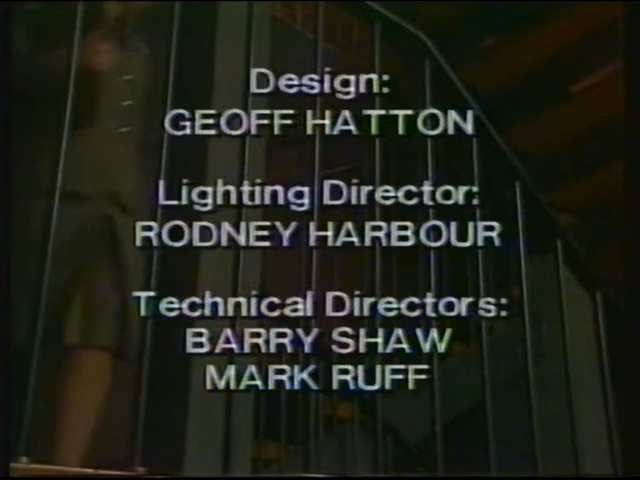 Design:
GEOFF HATTON
Lighting Director:
RODNEY HARBOUR
Technical Directors:
BARRY SHAW
MARK RUFF